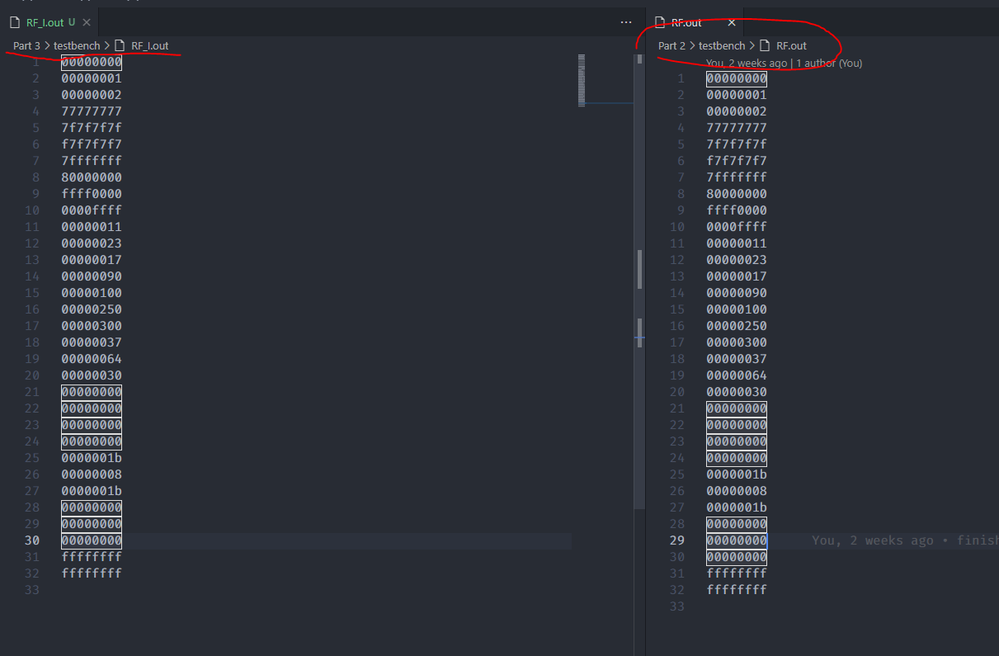 RF_I.out U
Part 3 > testbench > RF_I.out
1 00000000
2 00000001
3 00000002
4 77777777
5 7f7f7f7f
6 f7f7f7f7
7 7fffffff
8 80000000
9 ffff0000
10 0000ffff
11 00000011
12 00000023
13 00000017
14 00000090
15 00000100
16 00000250
17 00000300
18 00000037
19 00000064
20 00000030
21 00000000
22 00000000
23 00000000
24 00000000
25 0000001b
26 00000008
27 0000001b
28 00000000
29 00000000
30 00000000
31 ffffffff
32 ffffffff
33
RF.out
Part 2 > testbench > RF.out
You, 2 weeks ago | 1 author (You)
1 00000000
2 00000001
3 00000002
4 77777777
5 7f7f7f7f
6 f7f7f7f7
7 7fffffff
8 80000000
9 ffff0000
10 0000ffff
11 00000011
12 00000023
13 00000017
14 00000090
15 00000100
16 00000250
17 00000300
18 00000037
19 00000064
20 00000030
21 00000000
22 00000000
23 00000000
24 00000000
25 0000001b
26 00000008
27 0000001b
28 00000000
29 00000000 You, 2 weeks ago • finish
30 00000000
31 ffffffff
32 ffffffff
33